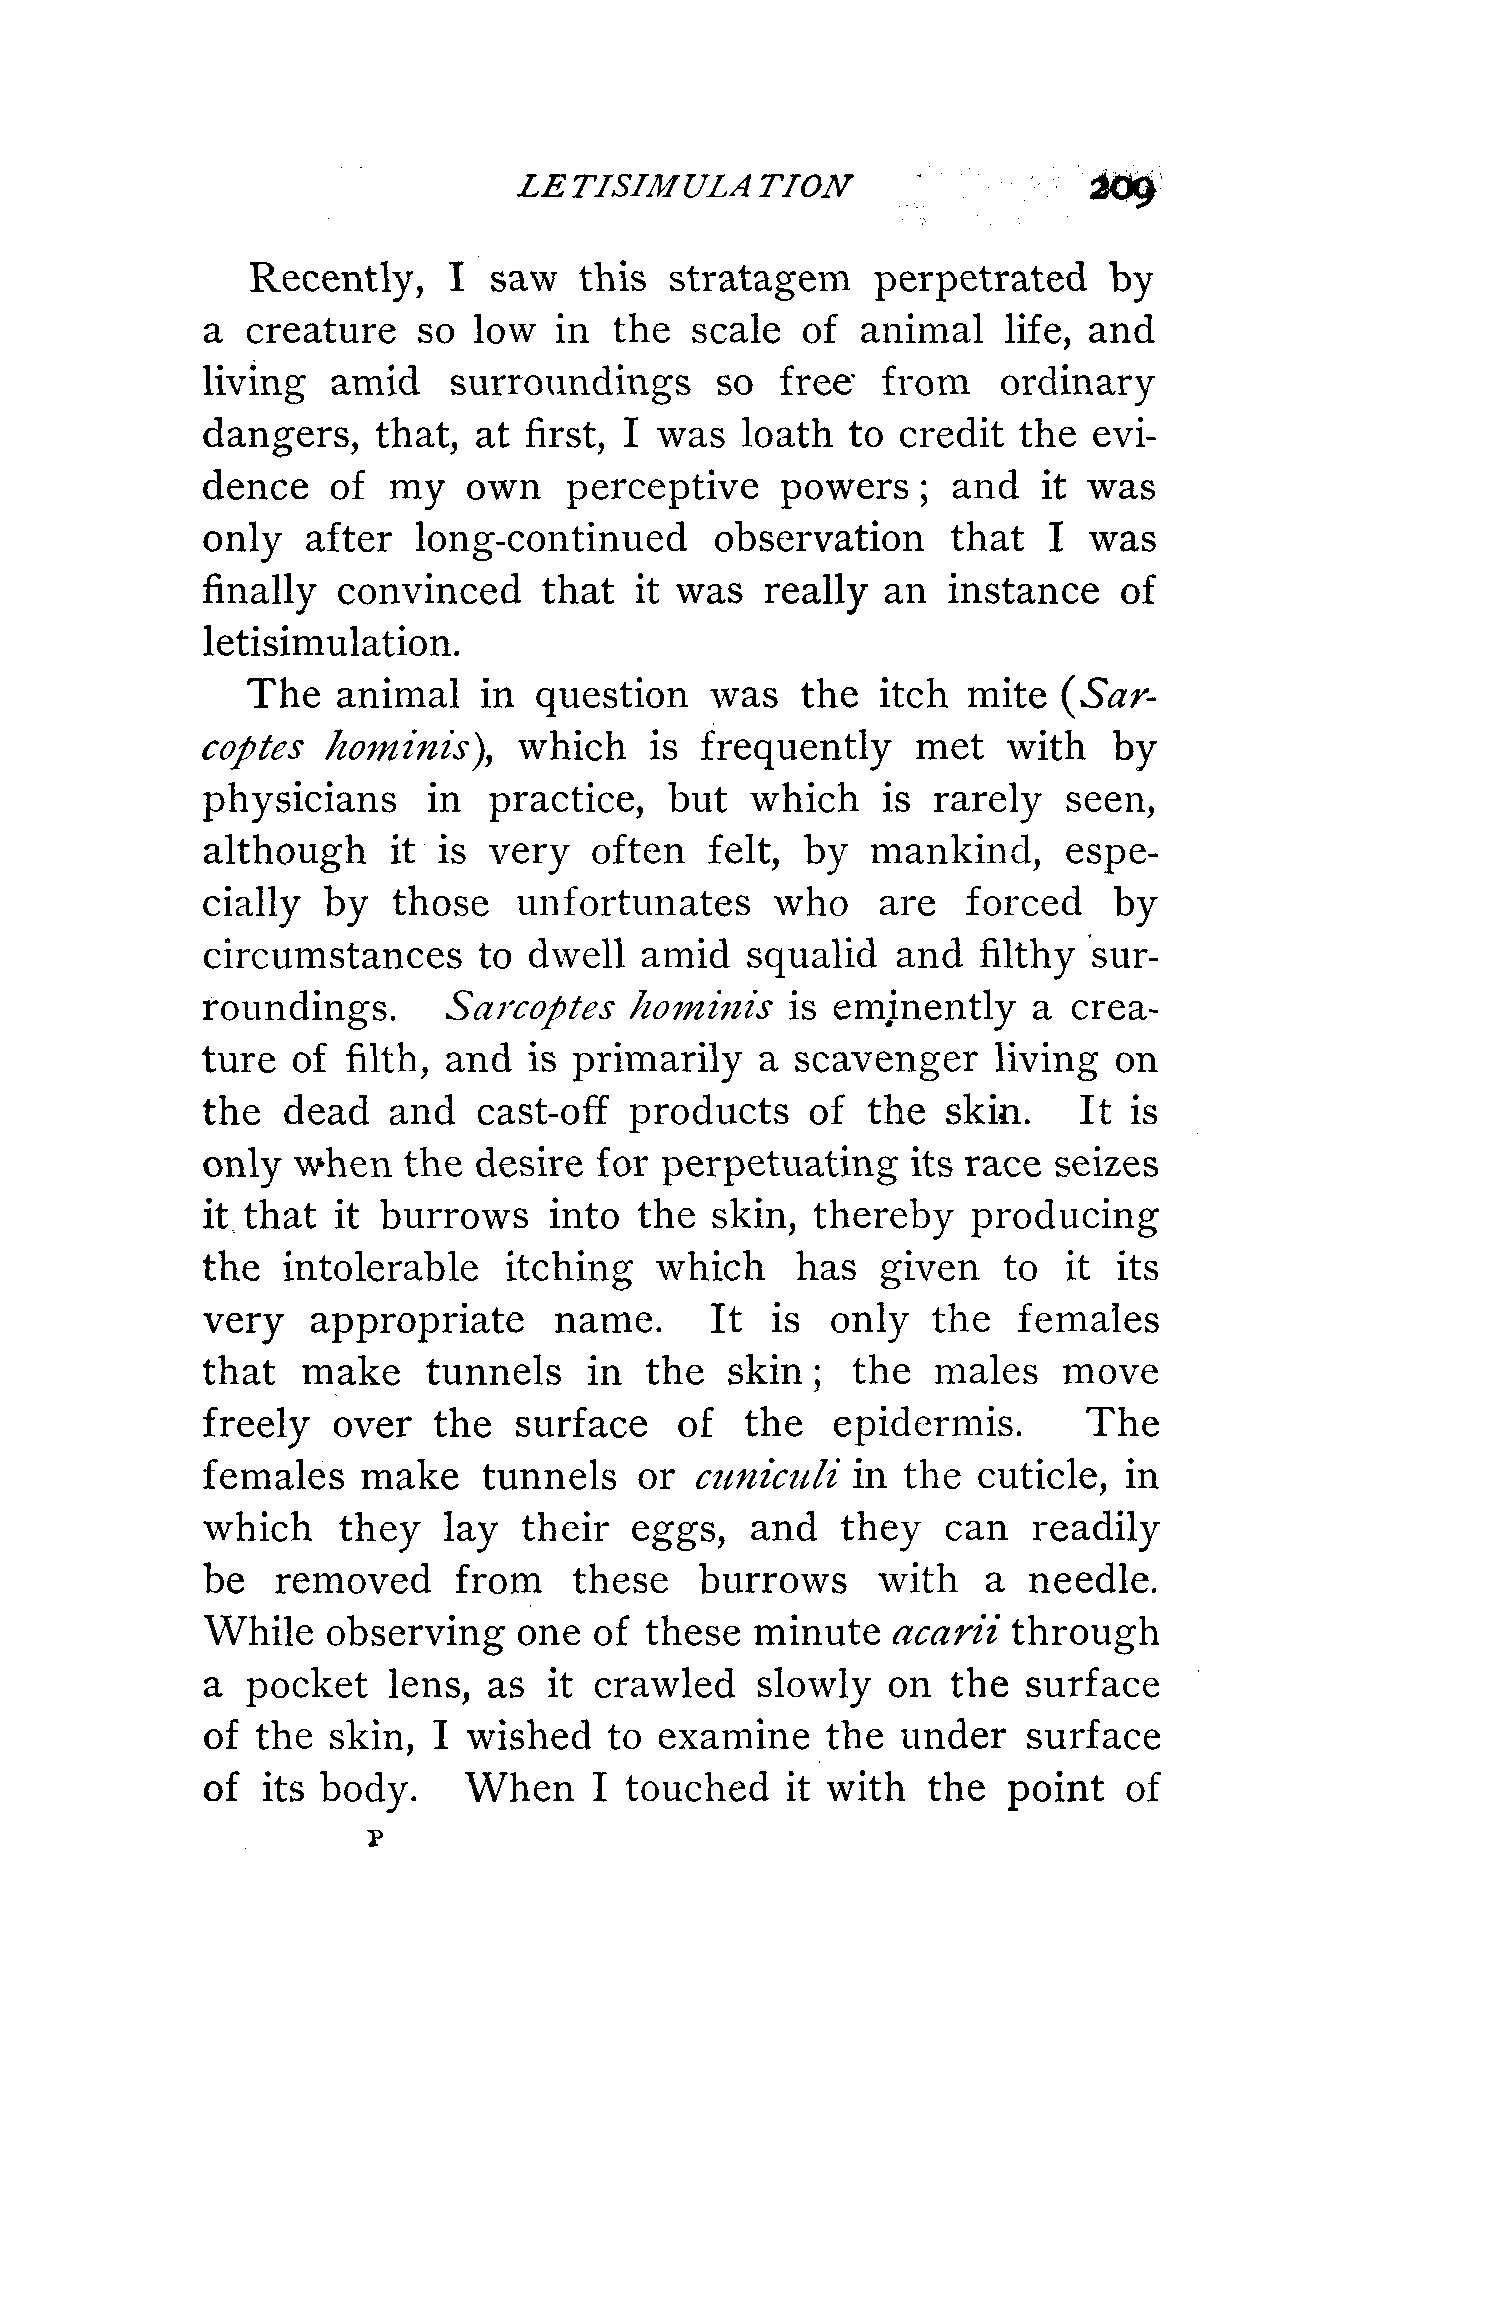 LETISIMULATION 209
Recently, I saw this stratagem perpetrated by
a creature so low in the scale of animal life, and
living amid surroundings so free from ordinary
dangers, that, at first, I was loath to credit the evi-
dence of my own perceptive powers; and it was
only after long-continued observation that I was
finally convinced that it was really an instance of
letisimulation.
The animal in question was the itch mite (Sar-
coptes hominis), which is frequently met with by
physicians in practice, but which is rarely seen,
although it is very often felt, by mankind, espe-
cially by those unfortunates who are forced by
circumstances to dwell amid squalid and filthy sur-
roundings. Sarcoptes hominis is eminently a crea-
ture of filth, and is primarily a scavenger living on
the dead and cast-off products of the skin. It is
only when the desire for perpetuating its race seizes
it that it burrows into the skin, thereby producing
the intolerable itching which has given to it its
very appropriate name. It is only the females
that make tunnels in the skin; the males move
freely over the surface of the epidermis. The
females make tunnels or cuniculi in the cuticle, in
which they lay their eggs, and they can readily
be removed from these burrows with a needle.
While observing one of these minute acarii through
a pocket lens, as it crawled slowly on the surface
of the skin, I wished to examine the under surface
of its body. When I touched it with the point of
P